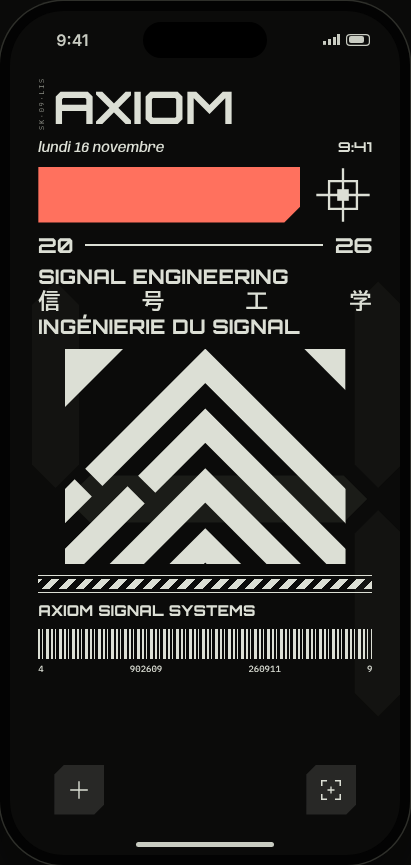 9:41
SK-09-LIS
AXIOM
lundi 16 novembre 9:41
20 26
SIGNAL ENGINEERING
信 号 工 学
INGÉNIERIE DU SIGNAL
AXIOM SIGNAL SYSTEMS
4 902609 260911 9